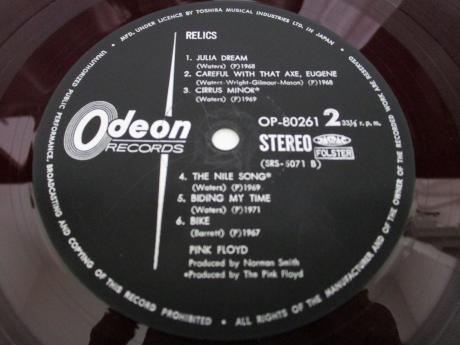 MFD. UNDER LICENCE BY TOSHIBA MUSICAL INDUSTRIES LTD. IN JAPAN •
RELICS
1. JULIA DREAM
(Waters) (P)1968
2. CAREFUL WITH THAT AXE, EUGENE
(Waters-Wright-Gilmour-Mason) (P)1968
3. CIRRUS MINOR*
(Waters) (P)1969
Odeon
RECORDS
OP-80261 2 33⅓ r.p.m.
STEREO
FOLSTER
(SRS-5071 B)
4. THE NILE SONG*
(Waters) (P)1969
5. BIDING MY TIME
(Waters) (P)1971
6. BIKE
(Barrett) (P)1967
PINK FLOYD
Produced by Norman Smith
*Produced by The Pink Floyd
UNAUTHORIZED PUBLIC PERFORMANCE, BROADCASTING AND COPYING OF THIS RECORD PROHIBITED • ALL RIGHTS OF THE MANUFACTURER AND OF THE OWNER OF THE RECORDED WORK ARE RESERVED